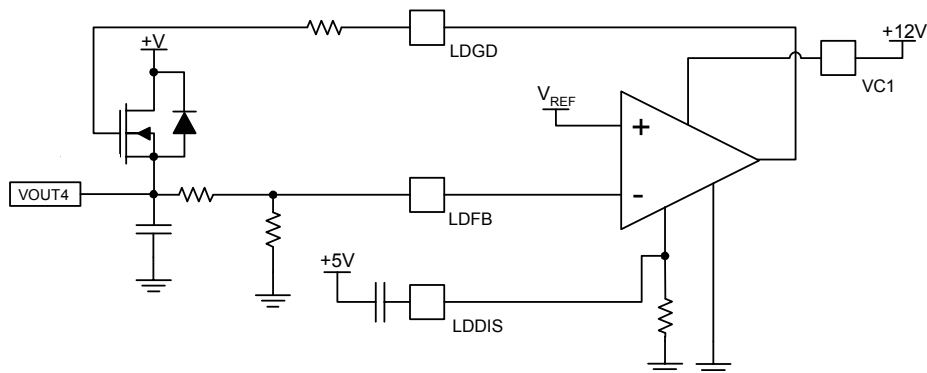 LDGD
+12V
+V
VC1
VREF
+
VOUT4
-
LDFB
+5V
LDDIS